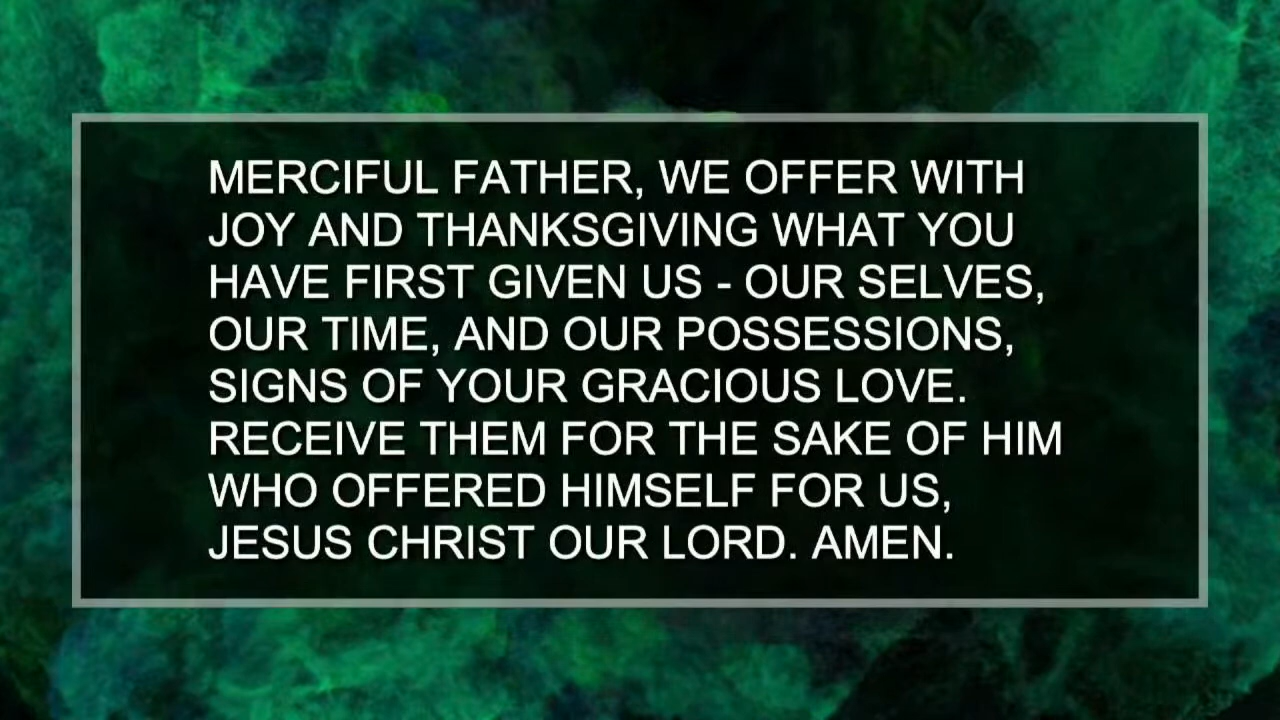 MERCIFUL FATHER, WE OFFER WITH
JOY AND THANKSGIVING WHAT YOU
HAVE FIRST GIVEN US - OUR SELVES,
OUR TIME, AND OUR POSSESSIONS,
SIGNS OF YOUR GRACIOUS LOVE.
RECEIVE THEM FOR THE SAKE OF HIM
WHO OFFERED HIMSELF FOR US,
JESUS CHRIST OUR LORD. AMEN.